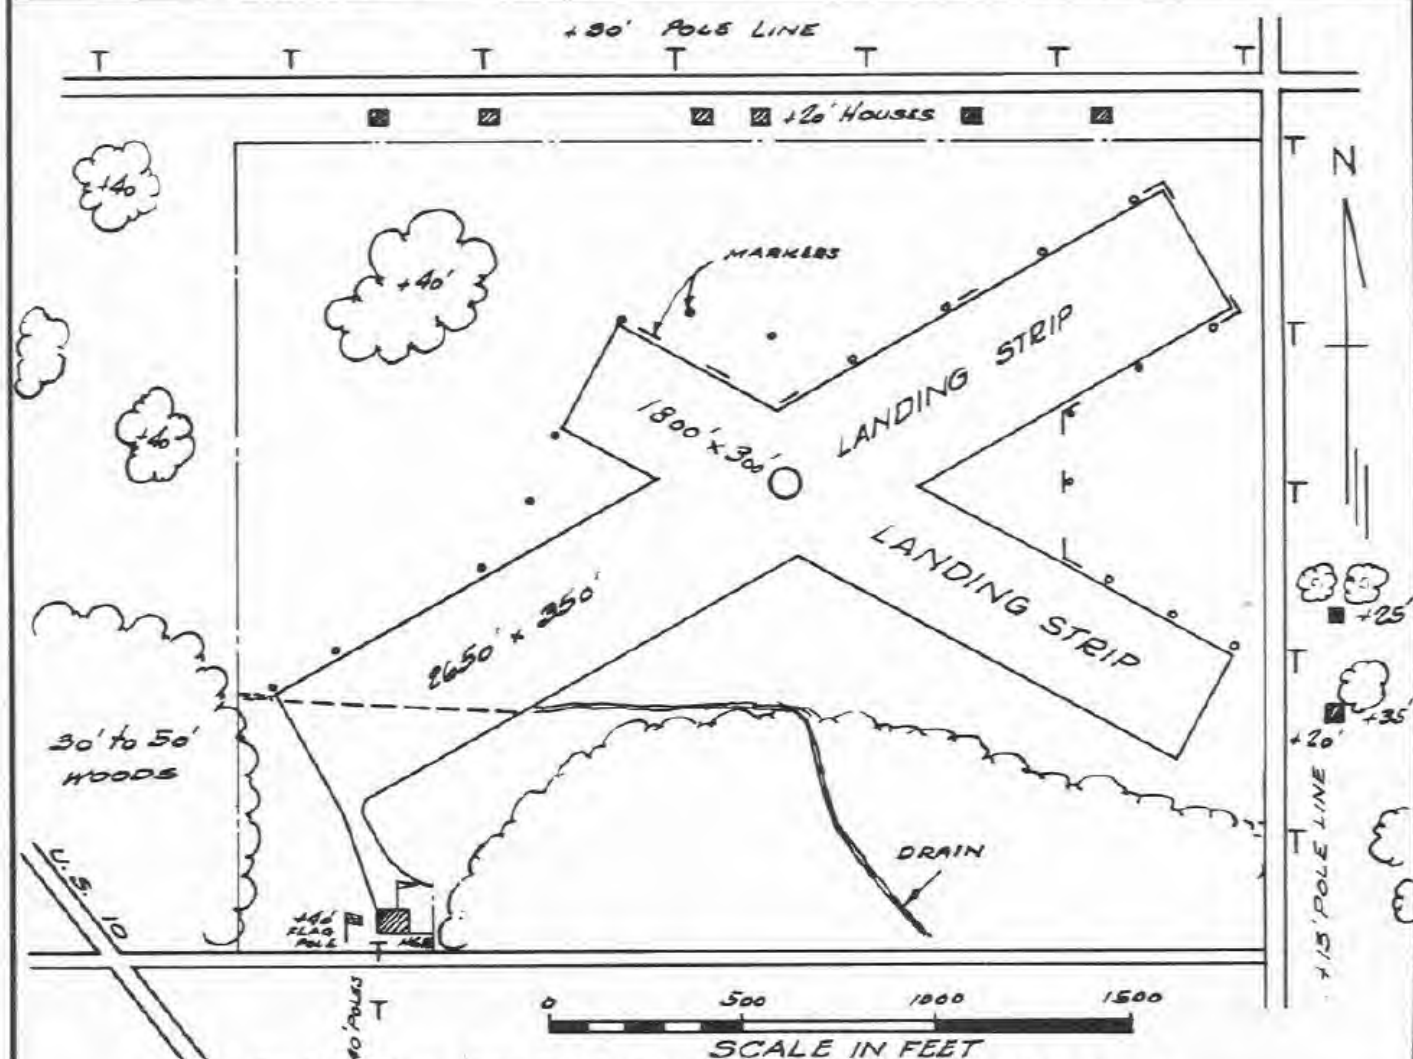 +30' POLE LINE
T T T T T T T
+20' HOUSES
T
N
+40
+40'
MARKERS
T
LANDING STRIP
1800' x 300'
+40
T
LANDING STRIP
2650' + 350'
+25'
T
+35'
30' to 50'
WOODS
+20'
+15' POLE LINE
T
DRAIN
U.S. 10
+40'
FLAG
POLE
T
T
0 500 1000 1500
SCALE IN FEET